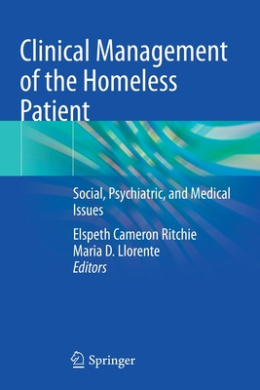 Clinical Management
of the Homeless
Patient
Social, Psychiatric, and Medical
Issues
Elspeth Cameron Ritchie
Maria D. Llorente
Editors
Springer